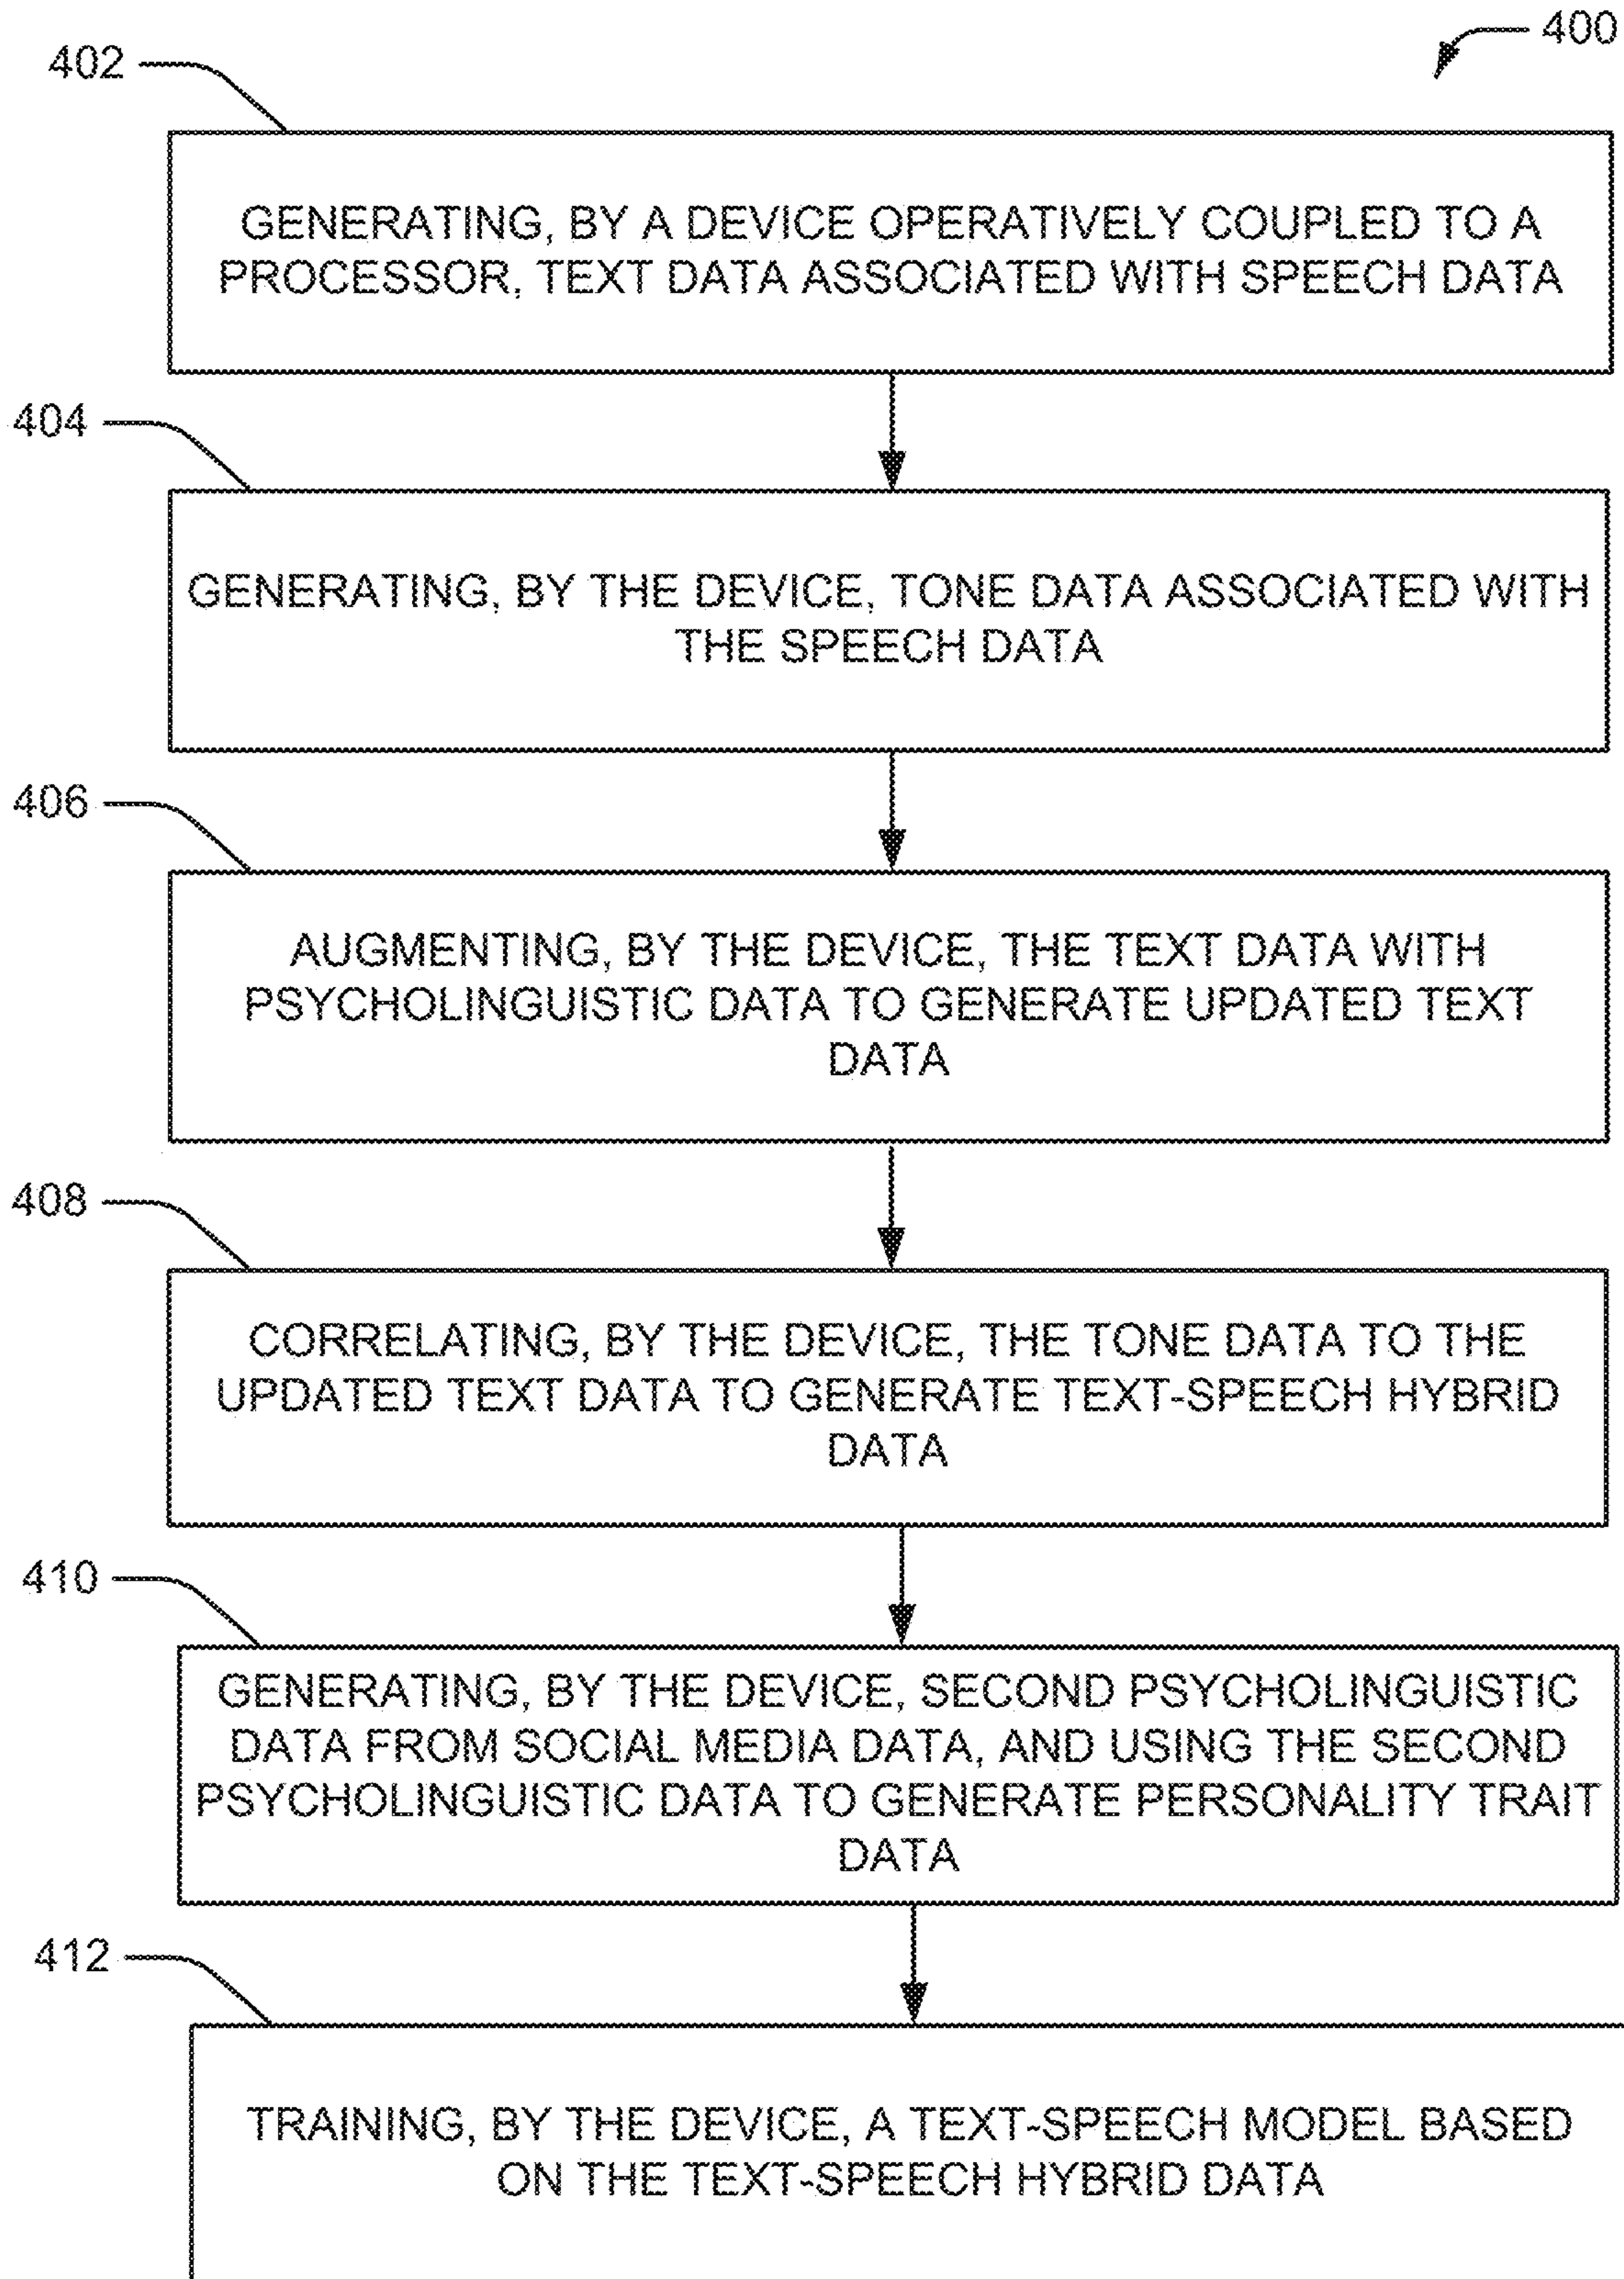 400
402
GENERATING, BY A DEVICE OPERATIVELY COUPLED TO A
PROCESSOR, TEXT DATA ASSOCIATED WITH SPEECH DATA
404
GENERATING, BY THE DEVICE, TONE DATA ASSOCIATED WITH
THE SPEECH DATA
406
AUGMENTING, BY THE DEVICE, THE TEXT DATA WITH
PSYCHOLINGUISTIC DATA TO GENERATE UPDATED TEXT
DATA
408
CORRELATING, BY THE DEVICE, THE TONE DATA TO THE
UPDATED TEXT DATA TO GENERATE TEXT-SPEECH HYBRID
DATA
410
GENERATING, BY THE DEVICE, SECOND PSYCHOLINGUISTIC
DATA FROM SOCIAL MEDIA DATA, AND USING THE SECOND
PSYCHOLINGUISTIC DATA TO GENERATE PERSONALITY TRAIT
DATA
412
TRAINING, BY THE DEVICE, A TEXT-SPEECH MODEL BASED
ON THE TEXT-SPEECH HYBRID DATA